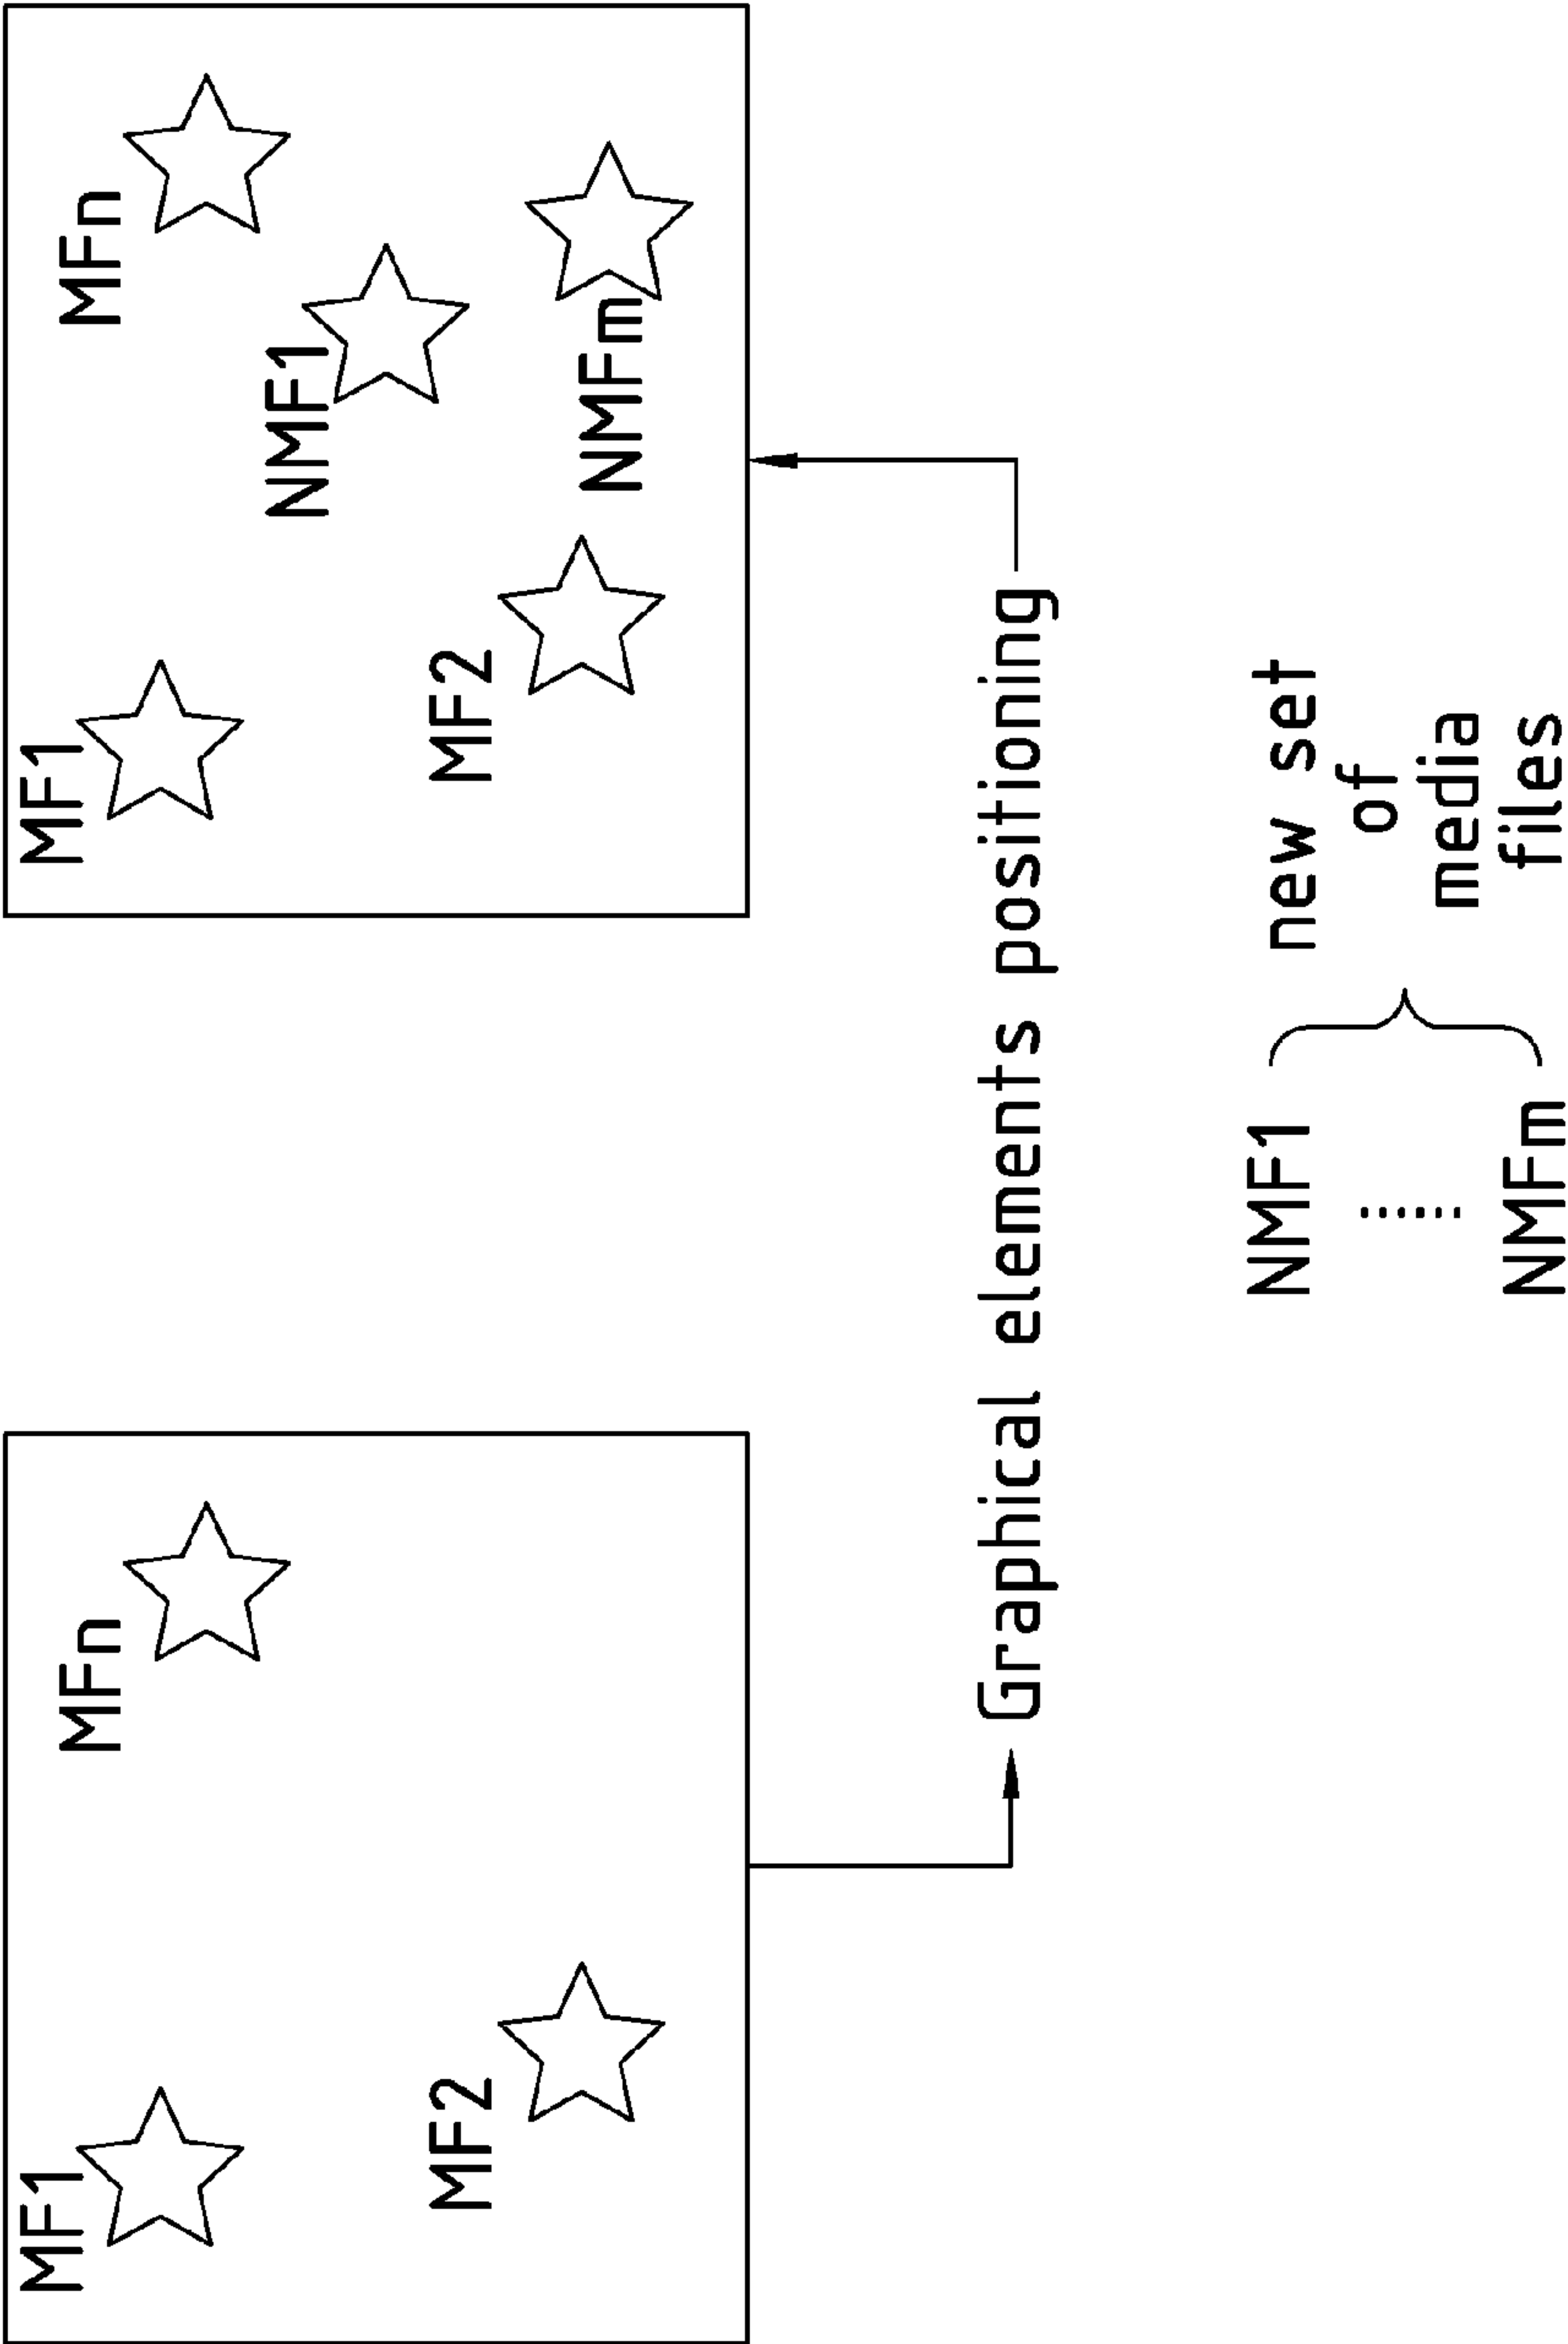 MF1
MFn
MF2
MF1
MFn
NMF1
MF2
NMFm
Graphical elements positioning
NMF1
......
NMFm
new set
of
media
files